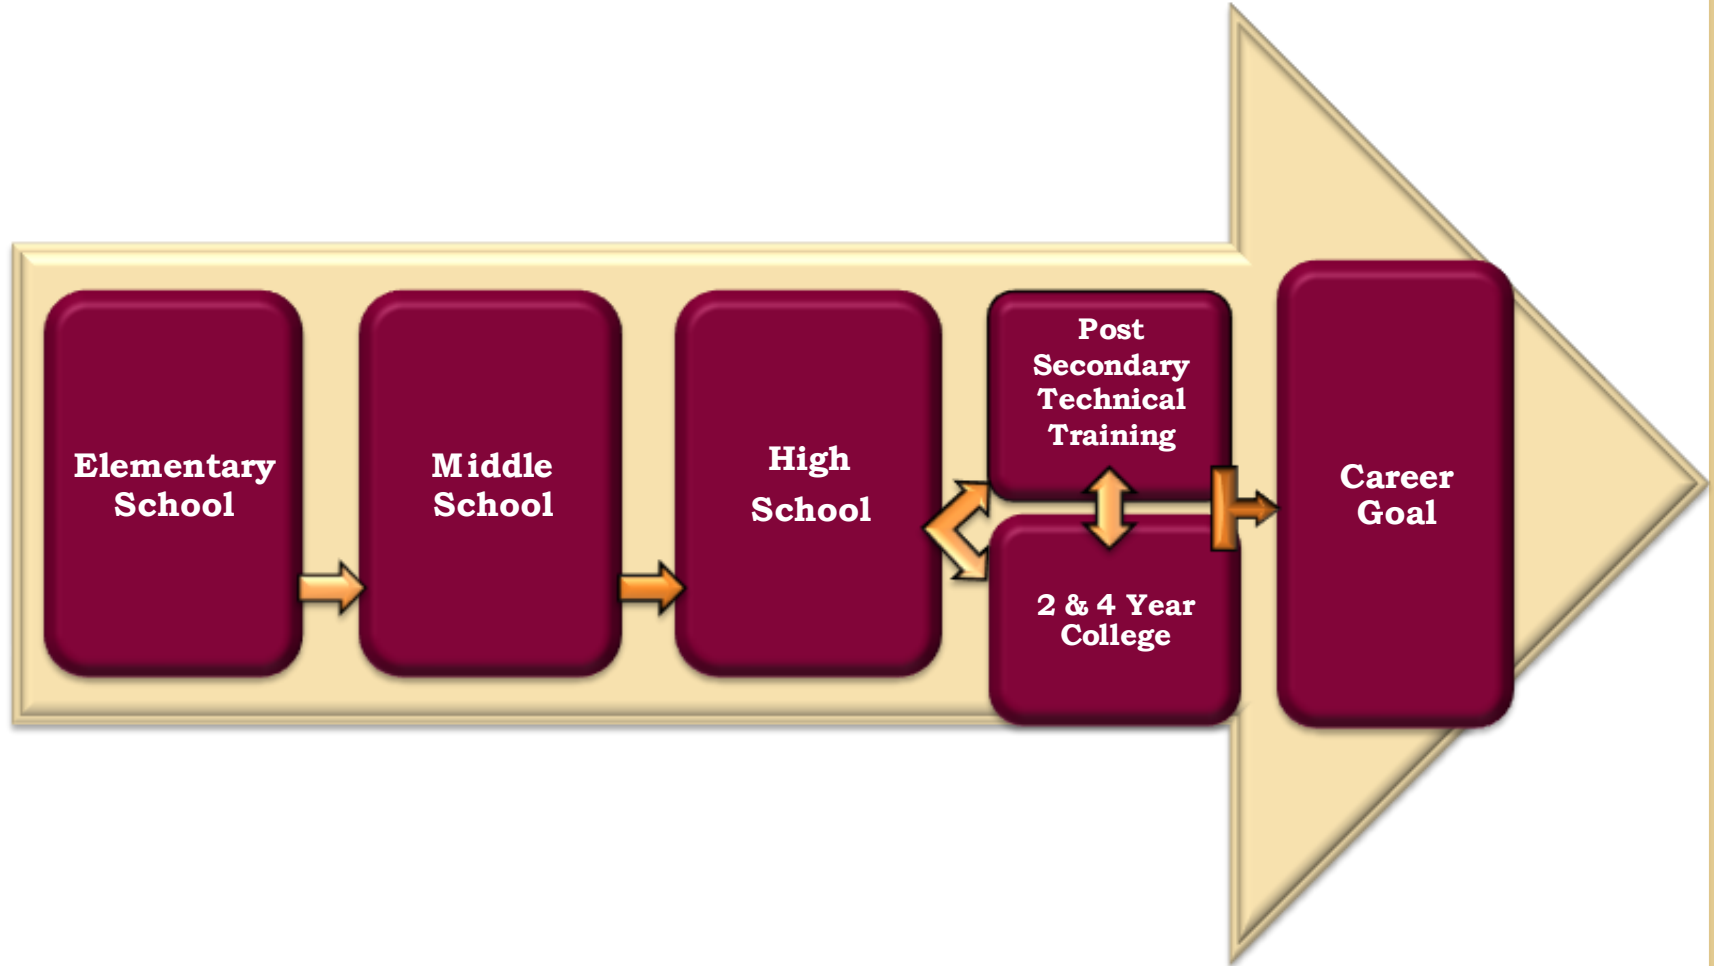 Elementary
School
Middle
School
High
School
Post
Secondary
Technical
Training
2 & 4 Year
College
Career
Goal